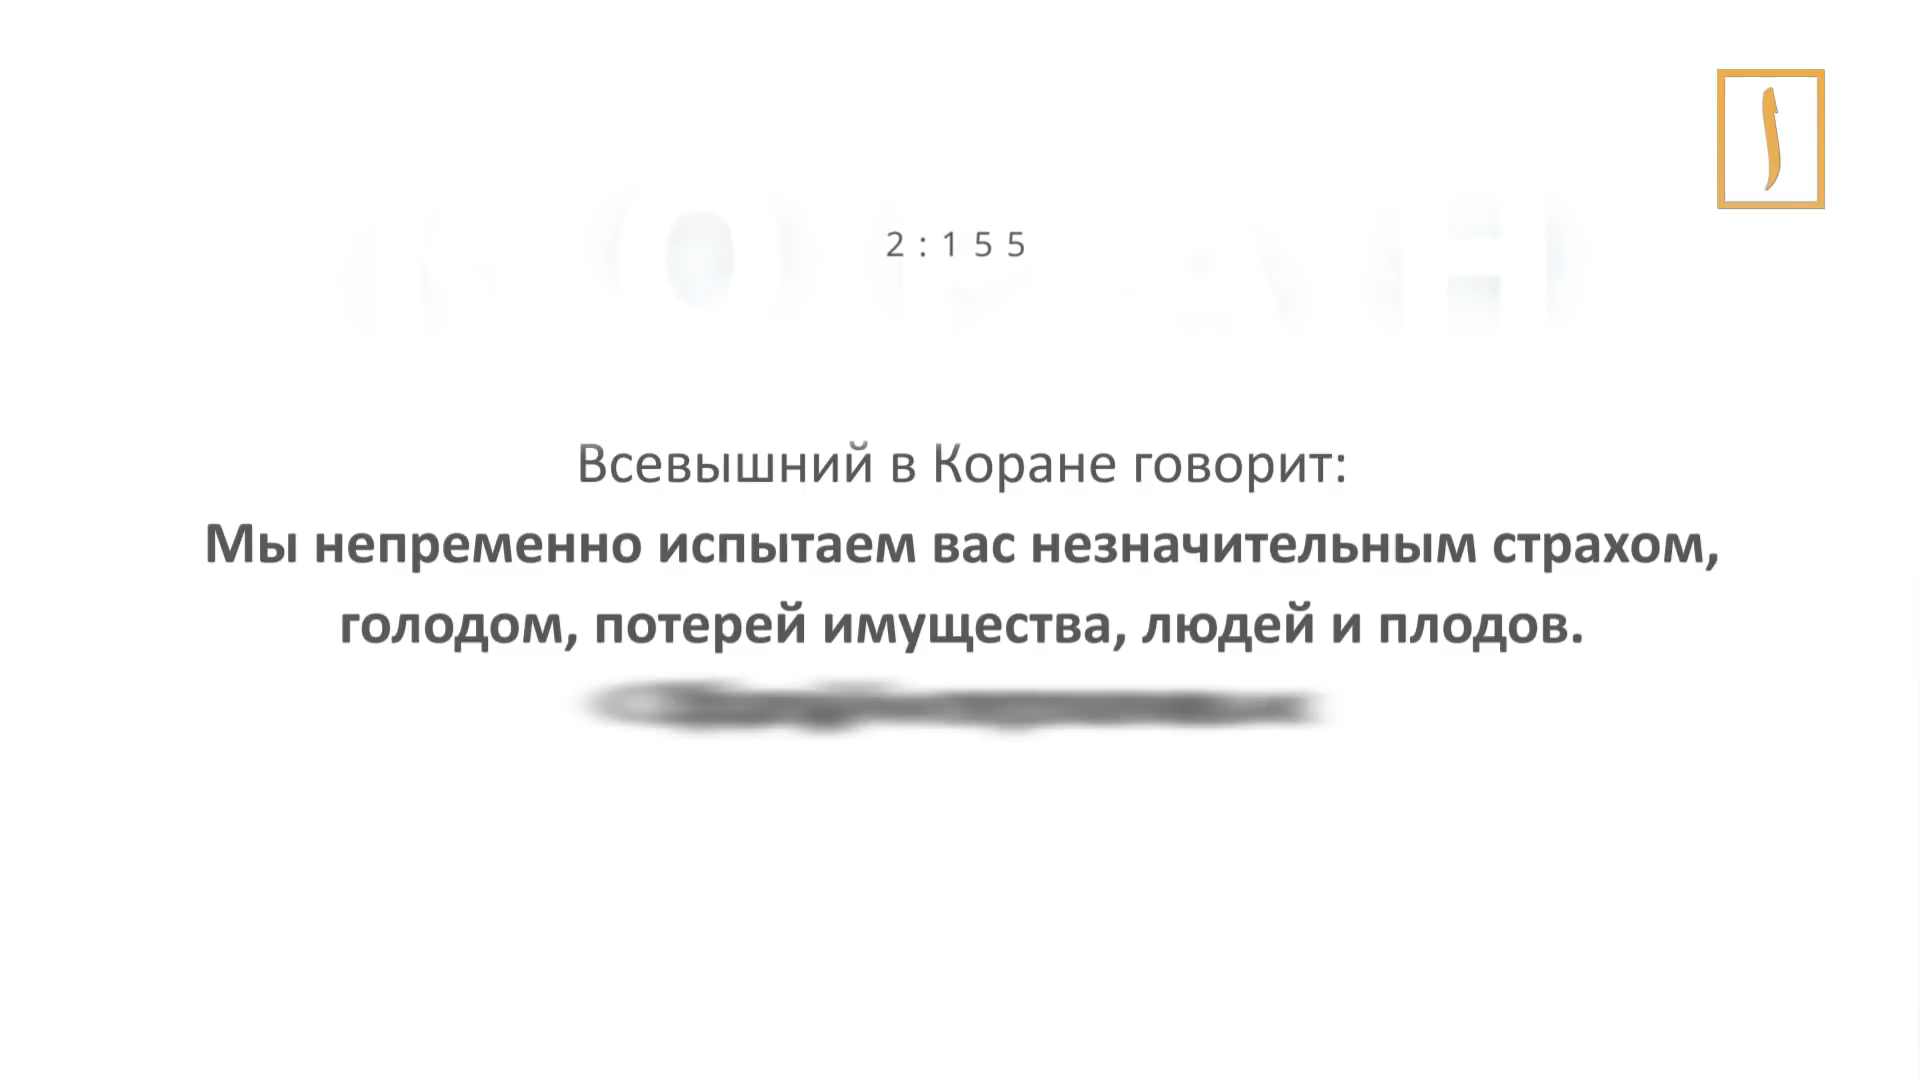 2:155
Всевышний в Коране говорит:
Мы непременно испытаем вас незначительным страхом,
голодом, потерей имущества, людей и плодов.